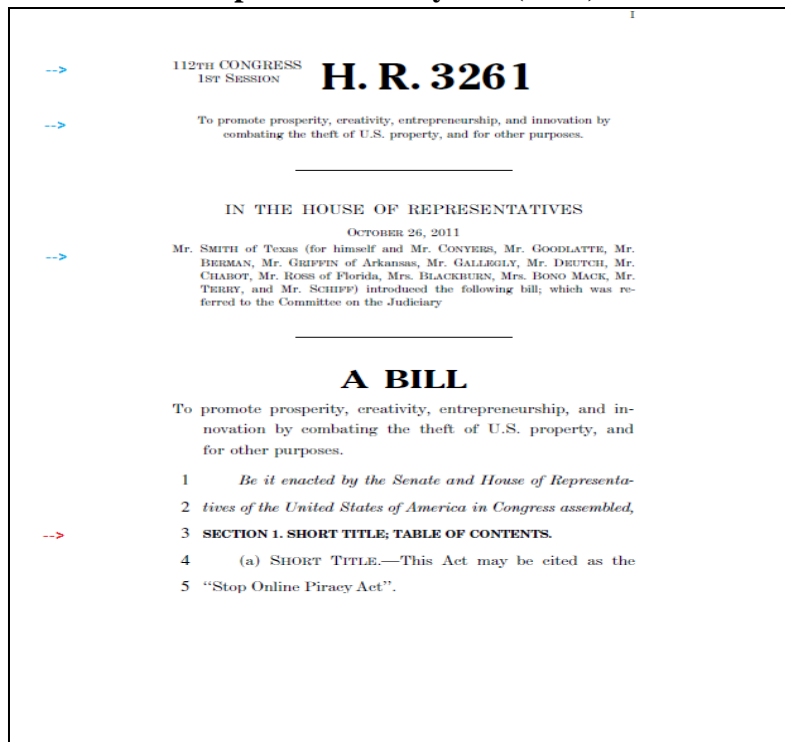 I
--> 112TH CONGRESS
1ST SESSION H. R. 3261
--> To promote prosperity, creativity, entrepreneurship, and innovation by
combating the theft of U.S. property, and for other purposes.
IN THE HOUSE OF REPRESENTATIVES
OCTOBER 26, 2011
--> Mr. SMITH of Texas (for himself and Mr. CONYERS, Mr. GOODLATTE, Mr.
BERMAN, Mr. GRIFFIN of Arkansas, Mr. GALLEGLY, Mr. DEUTCH, Mr.
CHABOT, Mr. ROSS of Florida, Mrs. BLACKBURN, Mrs. BONO MACK, Mr.
TERRY, and Mr. SCHIFF) introduced the following bill; which was re-
ferred to the Committee on the Judiciary
A BILL
To promote prosperity, creativity, entrepreneurship, and in-
novation by combating the theft of U.S. property, and
for other purposes.
1 Be it enacted by the Senate and House of Representa-
2 tives of the United States of America in Congress assembled,
--> 3 SECTION 1. SHORT TITLE; TABLE OF CONTENTS.
4 (a) SHORT TITLE.—This Act may be cited as the
5 ‘‘Stop Online Piracy Act’’.